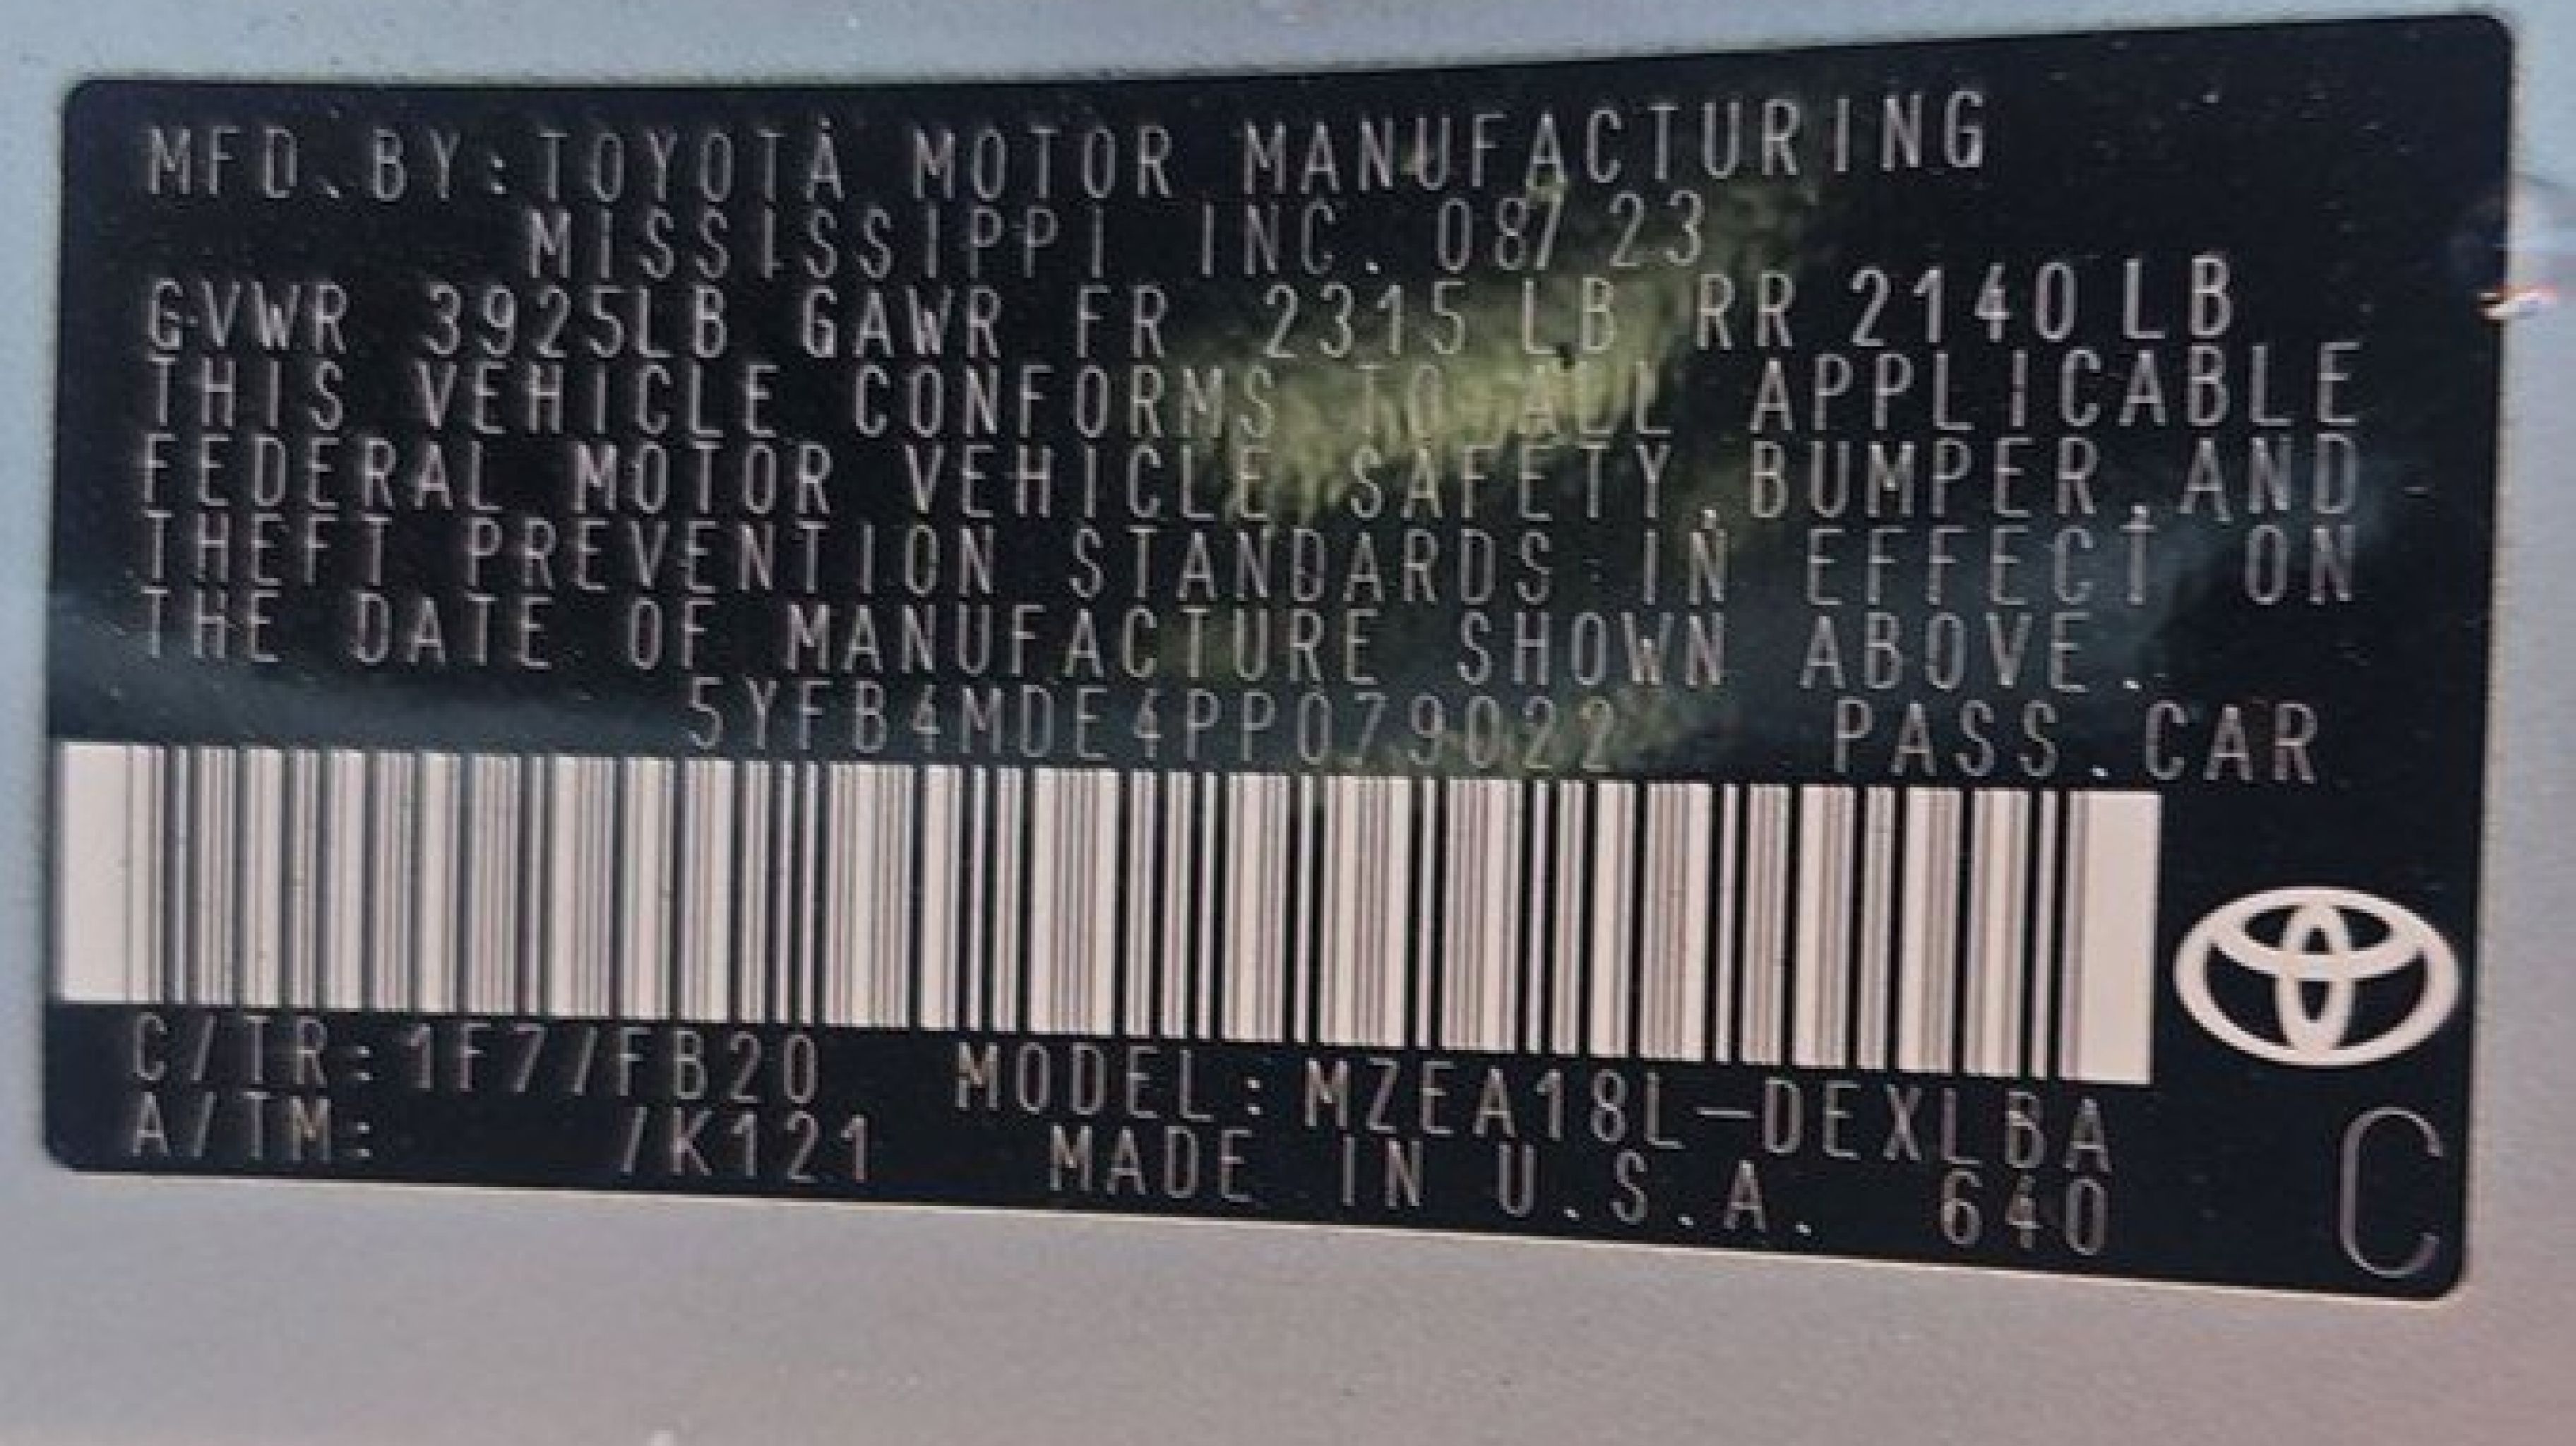 MFD. BY: TOYOTA MOTOR MANUFACTURING
MISSISSIPPI INC. 08/23
GVWR 3925LB GAWR FR 2315 LB RR 2140 LB
THIS VEHICLE CONFORMS TO ALL APPLICABLE
FEDERAL MOTOR VEHICLE SAFETY, BUMPER, AND
THEFT PREVENTION STANDARDS IN EFFECT ON
THE DATE OF MANUFACTURE SHOWN ABOVE.
5YFB4MDE4PP079022 PASS. CAR
C/TR: 1F7/FB20 MODEL: MZEA18L-DEXLBA
A/TM: /K121 MADE IN U.S.A. 640
C